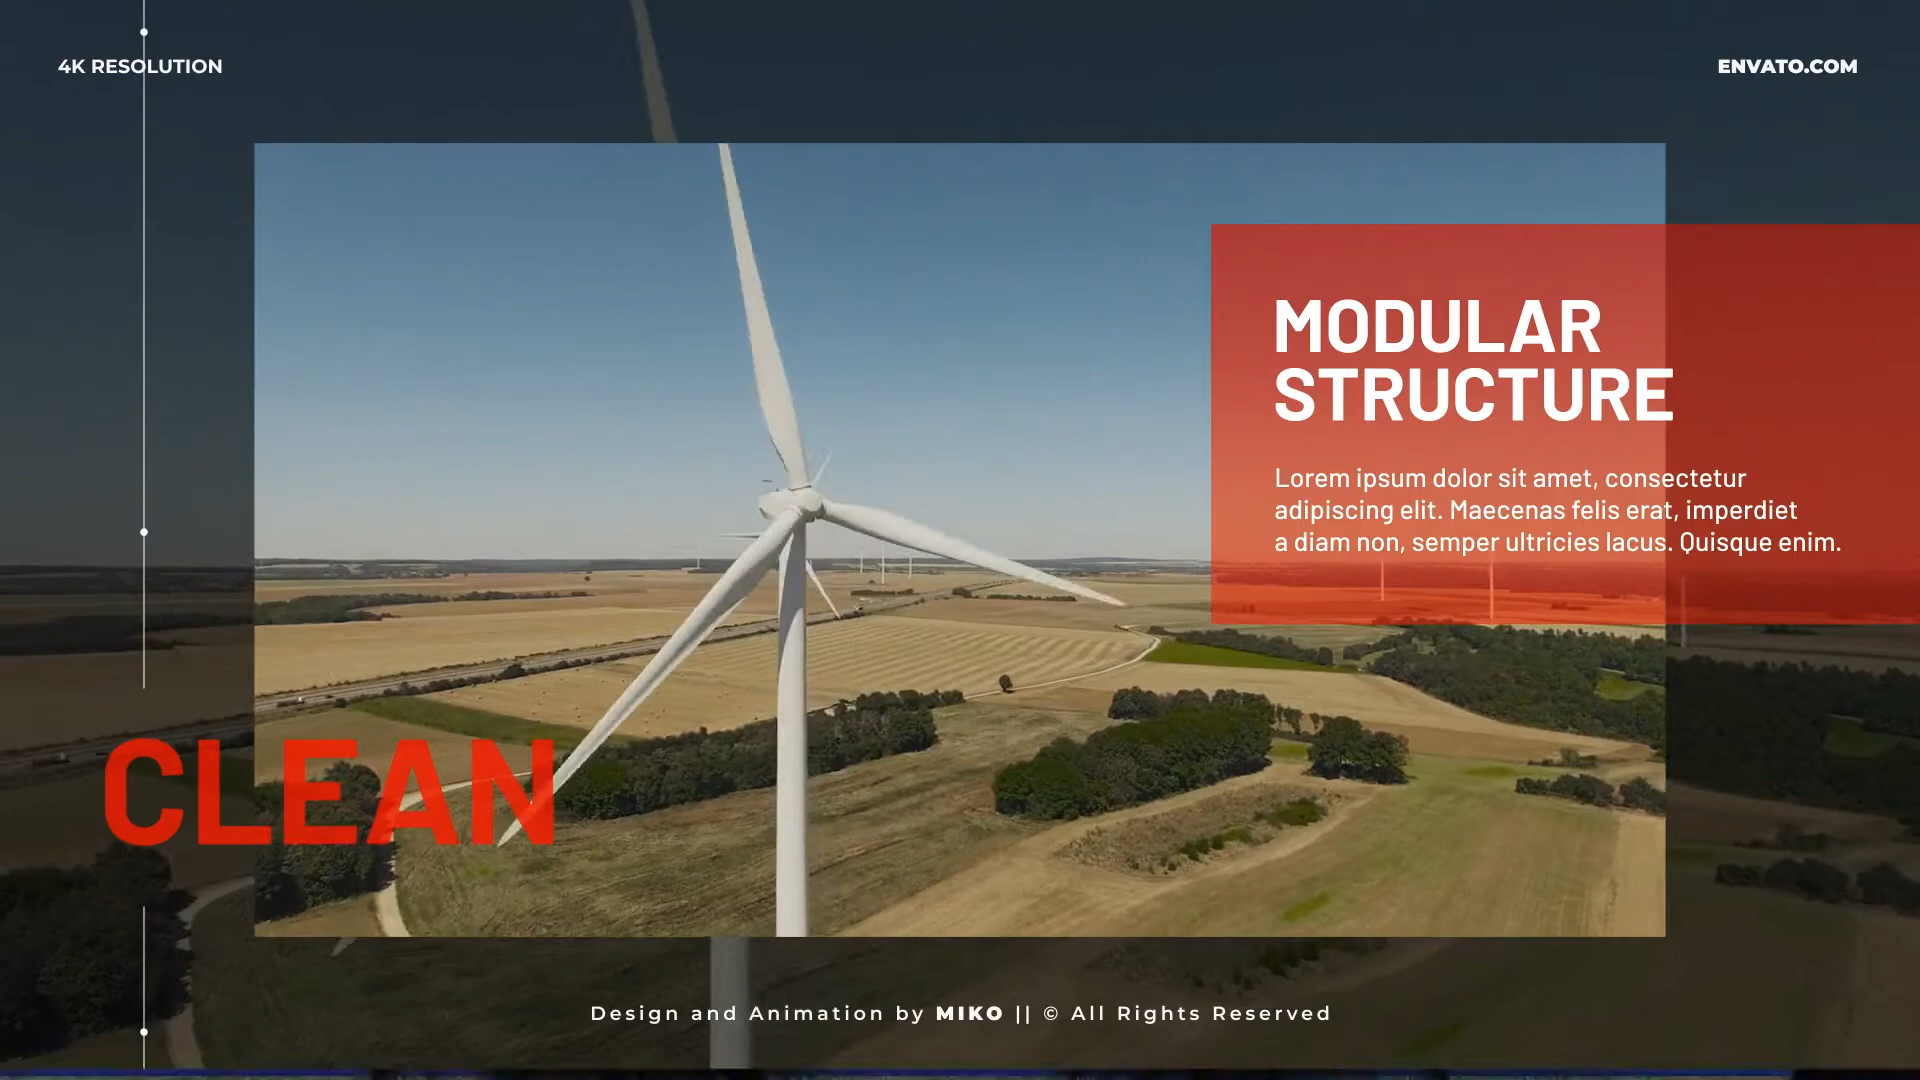 4K RESOLUTION
ENVATO.COM
MODULAR
STRUCTURE
Lorem ipsum dolor sit amet, consectetur
adipiscing elit. Maecenas felis erat, imperdiet
a diam non, semper ultricies lacus. Quisque enim.
CLEAN
Design and Animation by MIKO || © All Rights Reserved